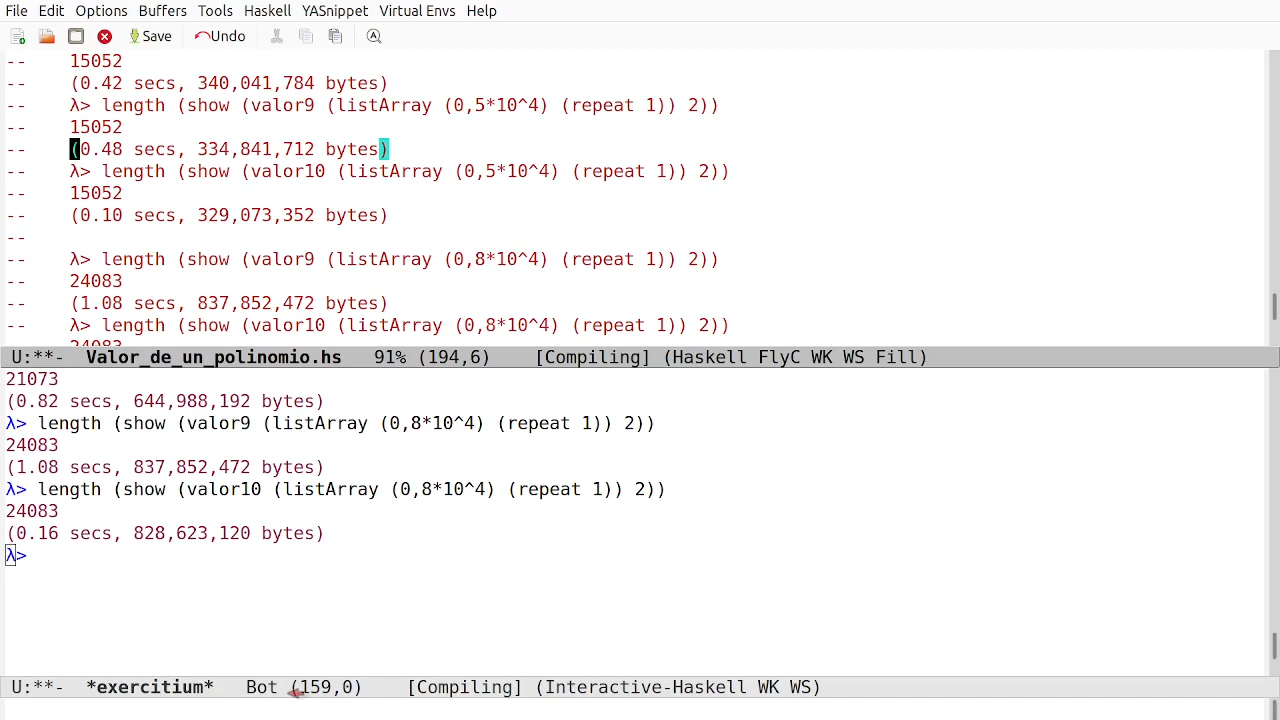 File Edit Options Buffers Tools Haskell YASnippet Virtual Envs Help
Save Undo
--    15052
--    (0.42 secs, 340,041,784 bytes)
--    λ> length (show (valor9 (listArray (0,5*10^4) (repeat 1)) 2))
--    15052
--    (0.48 secs, 334,841,712 bytes)
--    λ> length (show (valor10 (listArray (0,5*10^4) (repeat 1)) 2))
--    15052
--    (0.10 secs, 329,073,352 bytes)
--
--    λ> length (show (valor9 (listArray (0,8*10^4) (repeat 1)) 2))
--    24083
--    (1.08 secs, 837,852,472 bytes)
--    λ> length (show (valor10 (listArray (0,8*10^4) (repeat 1)) 2))
--    24083
U:**-  Valor_de_un_polinomio.hs   91% (194,6)    [Compiling] (Haskell FlyC WK WS Fill)
21073
(0.82 secs, 644,988,192 bytes)
λ> length (show (valor9 (listArray (0,8*10^4) (repeat 1)) 2))
24083
(1.08 secs, 837,852,472 bytes)
λ> length (show (valor10 (listArray (0,8*10^4) (repeat 1)) 2))
24083
(0.16 secs, 828,623,120 bytes)
λ>
U:**-  *exercitium*   Bot (159,0)    [Compiling] (Interactive-Haskell WK WS)